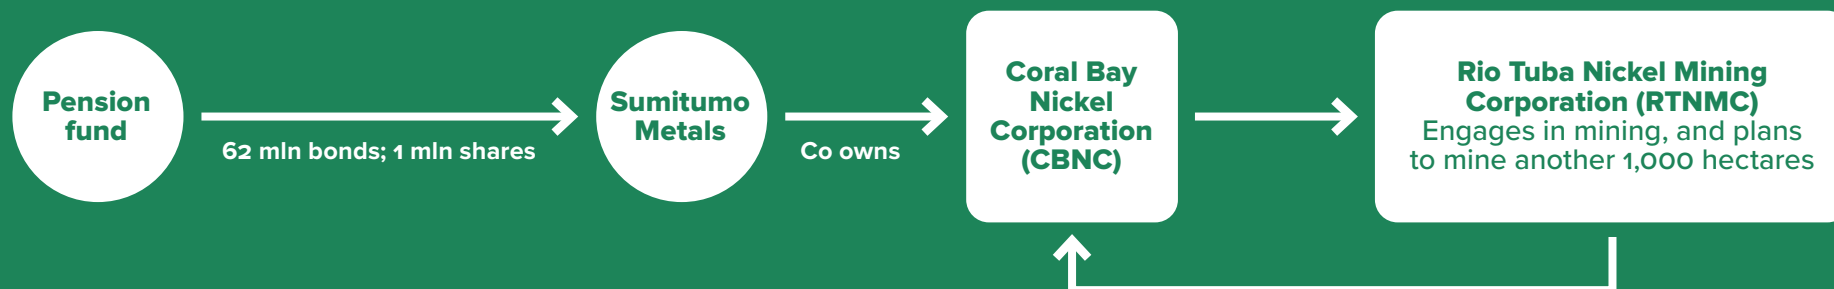 Pension
fund
62 mln bonds; 1 mln shares
Sumitumo
Metals
Co owns
Coral Bay
Nickel
Corporation
(CBNC)
Rio Tuba Nickel Mining
Corporation (RTNMC)
Engages in mining, and plans
to mine another 1,000 hectares